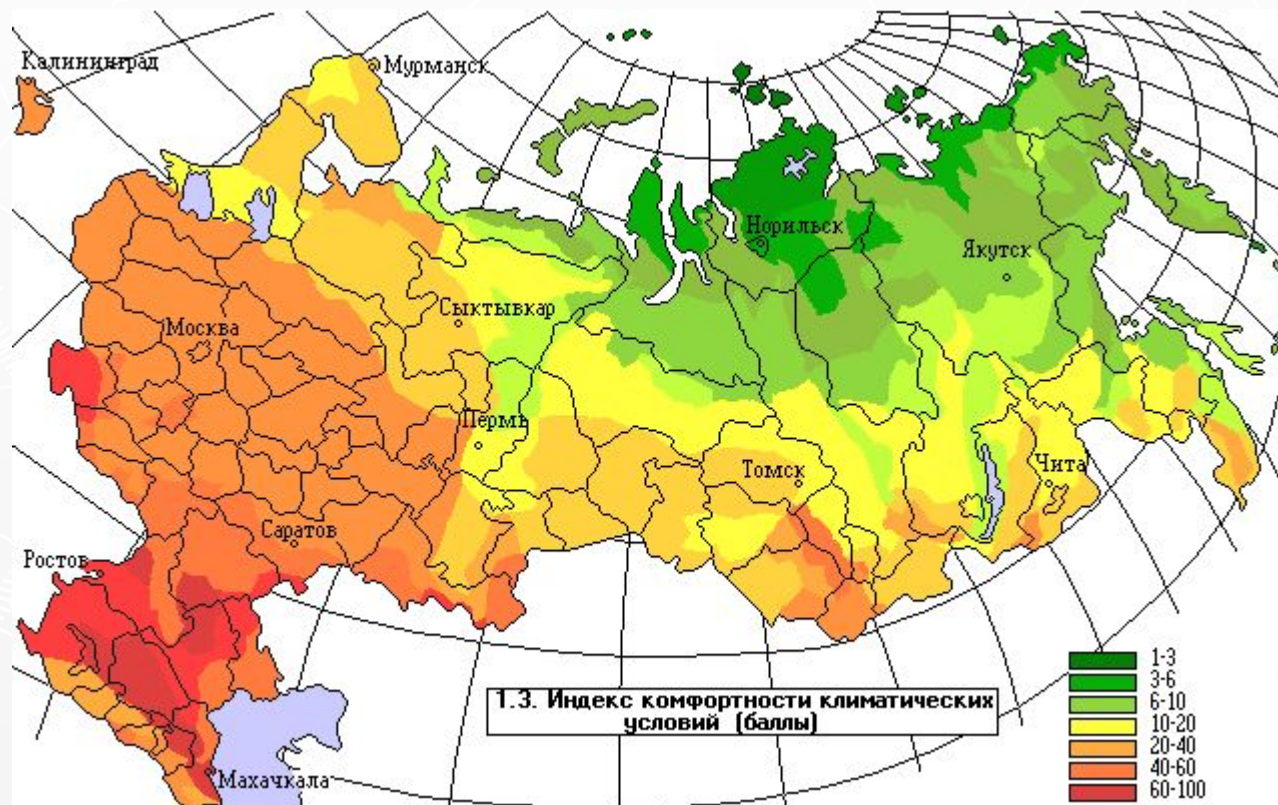 Калининград
Мурманск
Норильск
Якутск
Сыктывкар
Москва
Пермь
Томск
Чита
Саратов
Ростов
Махачкала
1.3. Индекс комфортности климатических
условий (баллы)
1-3
3-6
6-10
10-20
20-40
40-60
60-100